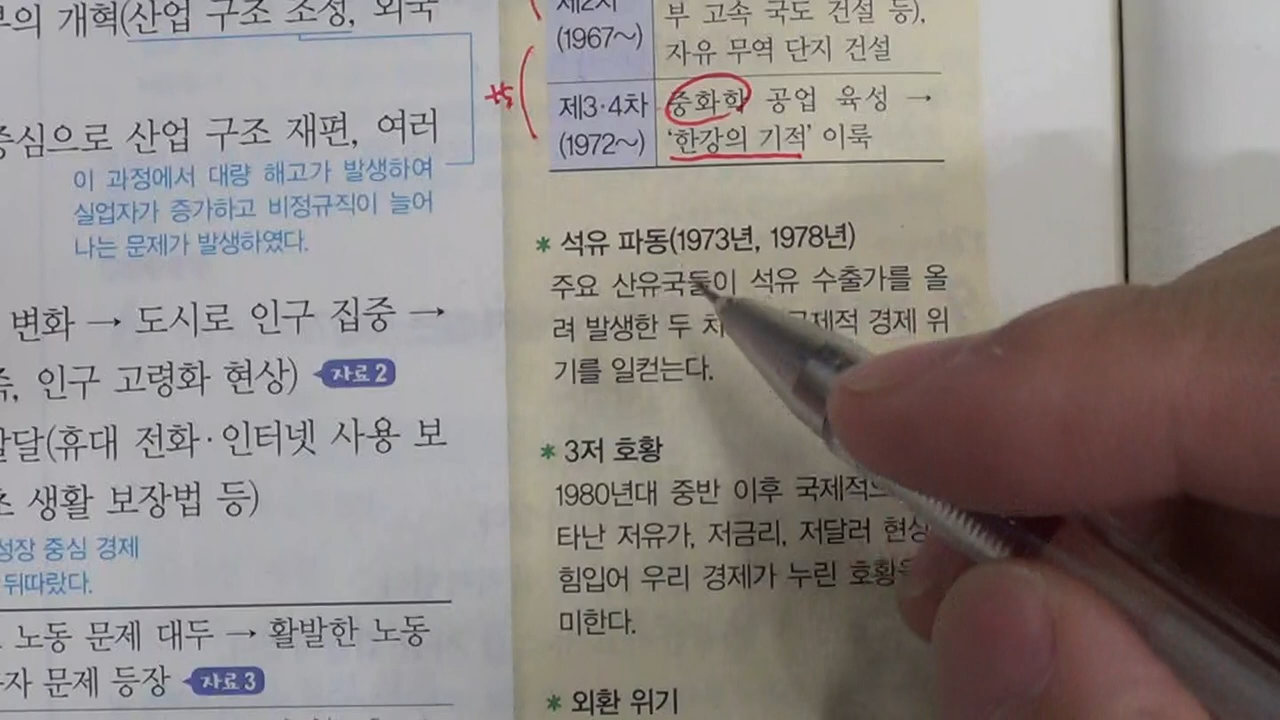 부의 개혁(산업 구조 조정, 외국
중심으로 산업 구조 재편, 여러
이 과정에서 대량 해고가 발생하여
실업자가 증가하고 비정규직이 늘어
나는 문제가 발생하였다.
변화 → 도시로 인구 집중 →
인구 고령화 현상) 자료 2
발달(휴대 전화·인터넷 사용 보
생활 보장법 등)
성장 중심 경제
뒤따랐다.
노동 문제 대두 → 활발한 노동
문제 등장 자료 3
제2차
(1967~)
부 고속 국도 건설 등),
자유 무역 단지 건설
박
제3·4차
(1972~)
중화학 공업 육성 →
'한강의 기적' 이룩
* 석유 파동(1973년, 1978년)
주요 산유국들이 석유 수출가를 올
려 발생한 두 차 국제적 경제 위
기를 일컫는다.
* 3저 호황
1980년대 중반 이후 국제적으
타난 저유가, 저금리, 저달러 현상
힘입어 우리 경제가 누린 호황을
미한다.
* 외환 위기